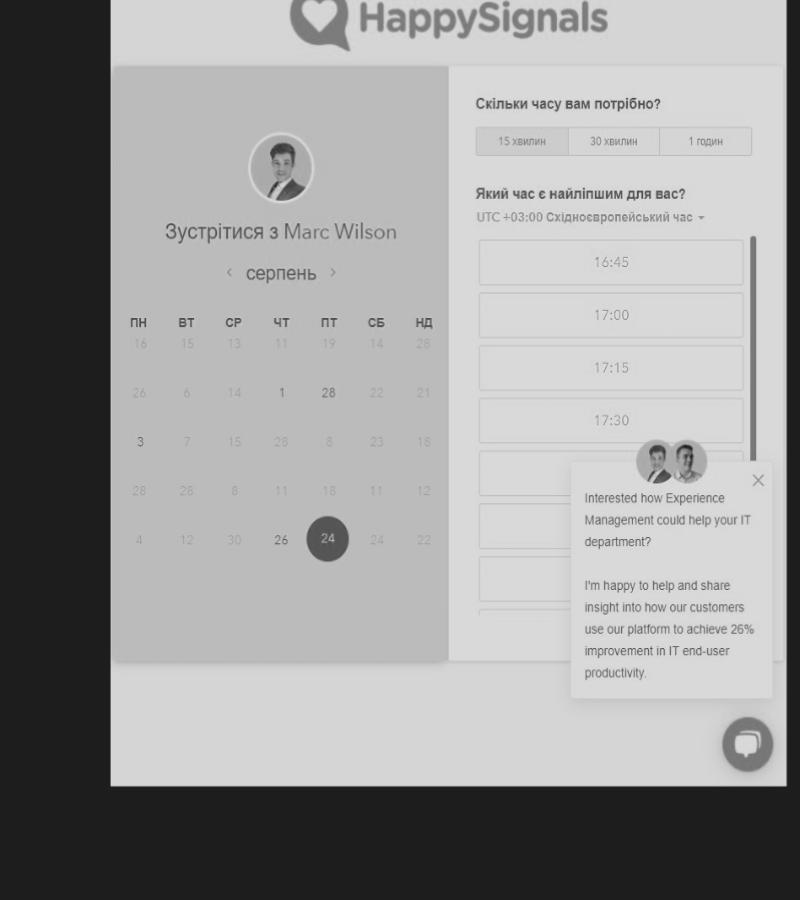 HappySignals
Зустрітися з Marc Wilson
‹ серпень ›
ПН ВТ СР ЧТ ПТ СБ НД
16 15 13 11 19 14 28
26 6 14 1 28 22 21
3 7 15 28 8 23 18
28 28 8 11 18 11 12
4 12 30 26 24 24 22
Скільки часу вам потрібно?
15 хвилин 30 хвилин 1 годин
Який час є найліпшим для вас?
UTC +03:00 Східноєвропейський час
16:45
17:00
17:15
17:30
Interested how Experience
Management could help your IT
department?
I'm happy to help and share
insight into how our customers
use our platform to achieve 26%
improvement in IT end-user
productivity.